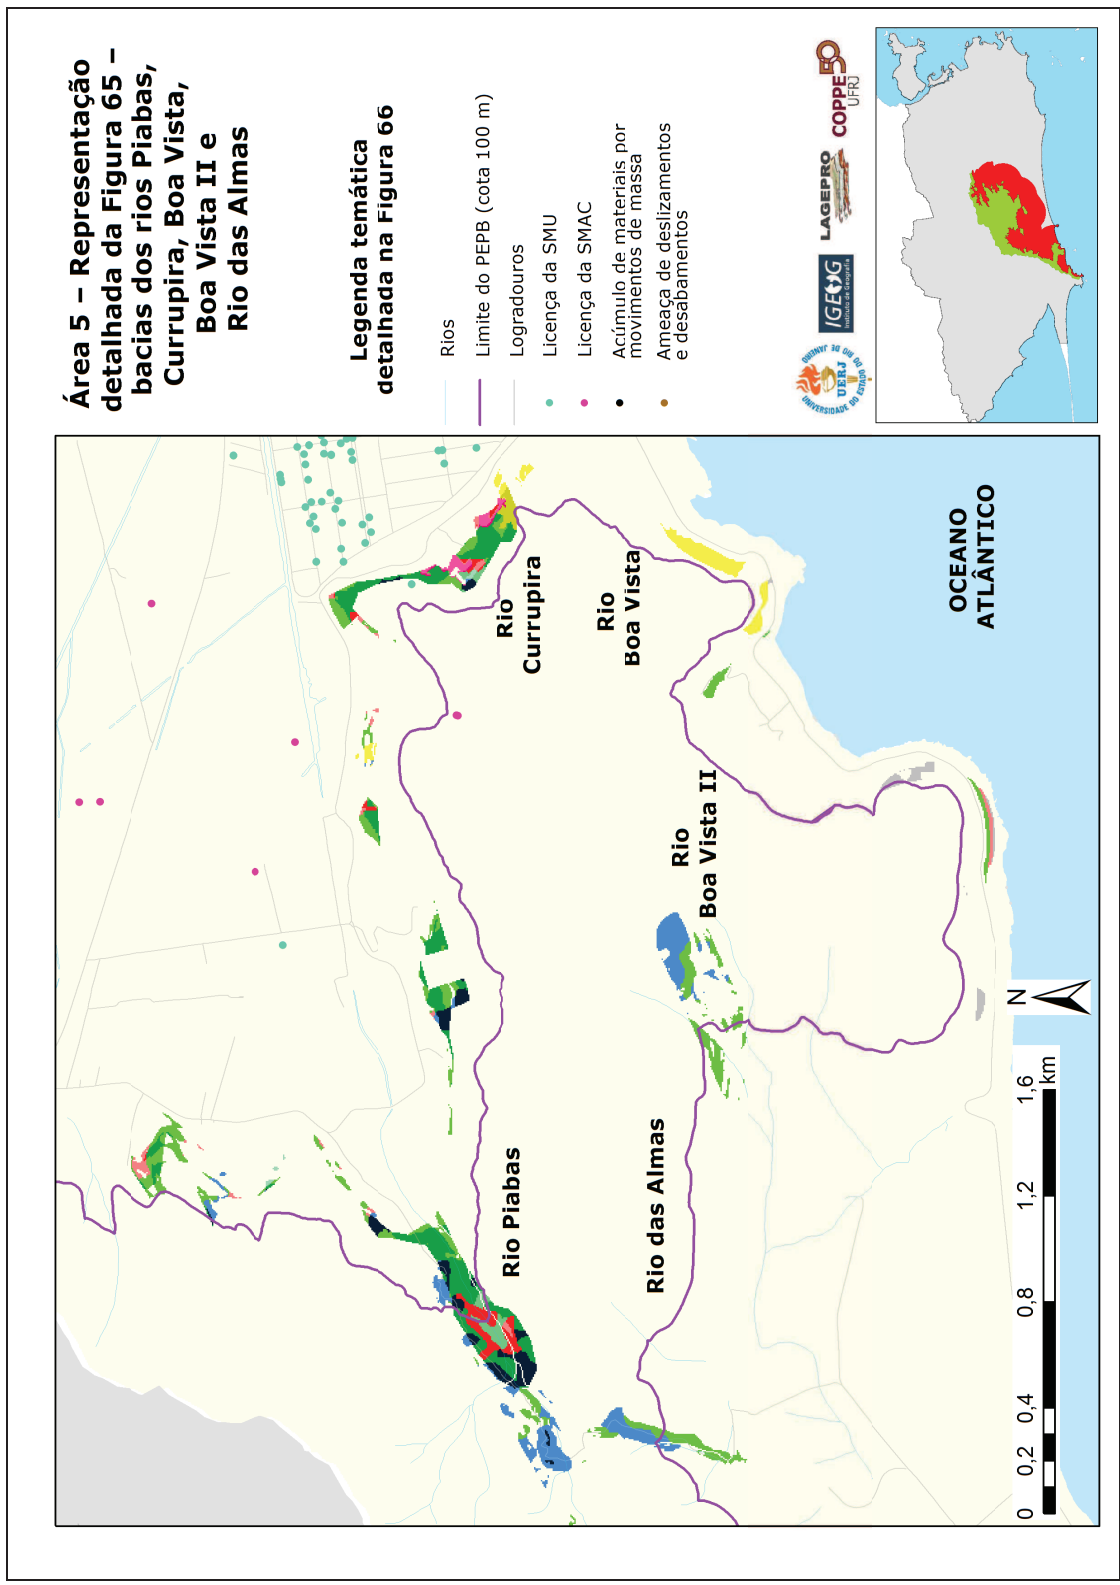 Área 5 – Representação
detalhada da Figura 65 –
bacias dos rios Piabas,
Currupira, Boa Vista,
Boa Vista II e
Rio das Almas
Legenda temática
detalhada na Figura 66
Rios
Limite do PEPB (cota 100 m)
Logradouros
Licença da SMU
Licença da SMAC
Acúmulo de materiais por
movimentos de massa
Ameaça de deslizamentos
e desabamentos
UERJ
UNIVERSIDADE DO ESTADO DO RIO DE JANEIRO
IGEOG
Instituto de Geografia
LAGEPRO
COPPE 50
UFRJ
Rio
Currupira
Rio
Boa Vista
OCEANO
ATLÂNTICO
Rio
Boa Vista II
Rio Piabas
Rio das Almas
N
0 0,2 0,4 0,8 1,2 1,6
km